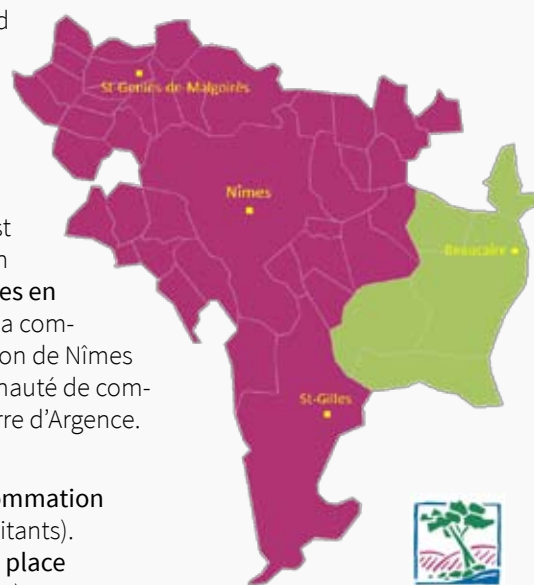 d
st
n
es en
a com-
ion de Nîmes
nauté de com-
rre d'Argence.
ommation
itants).
place
St-Geniès-de-Malgoirès
Nîmes
Beaucaire
St-Gilles